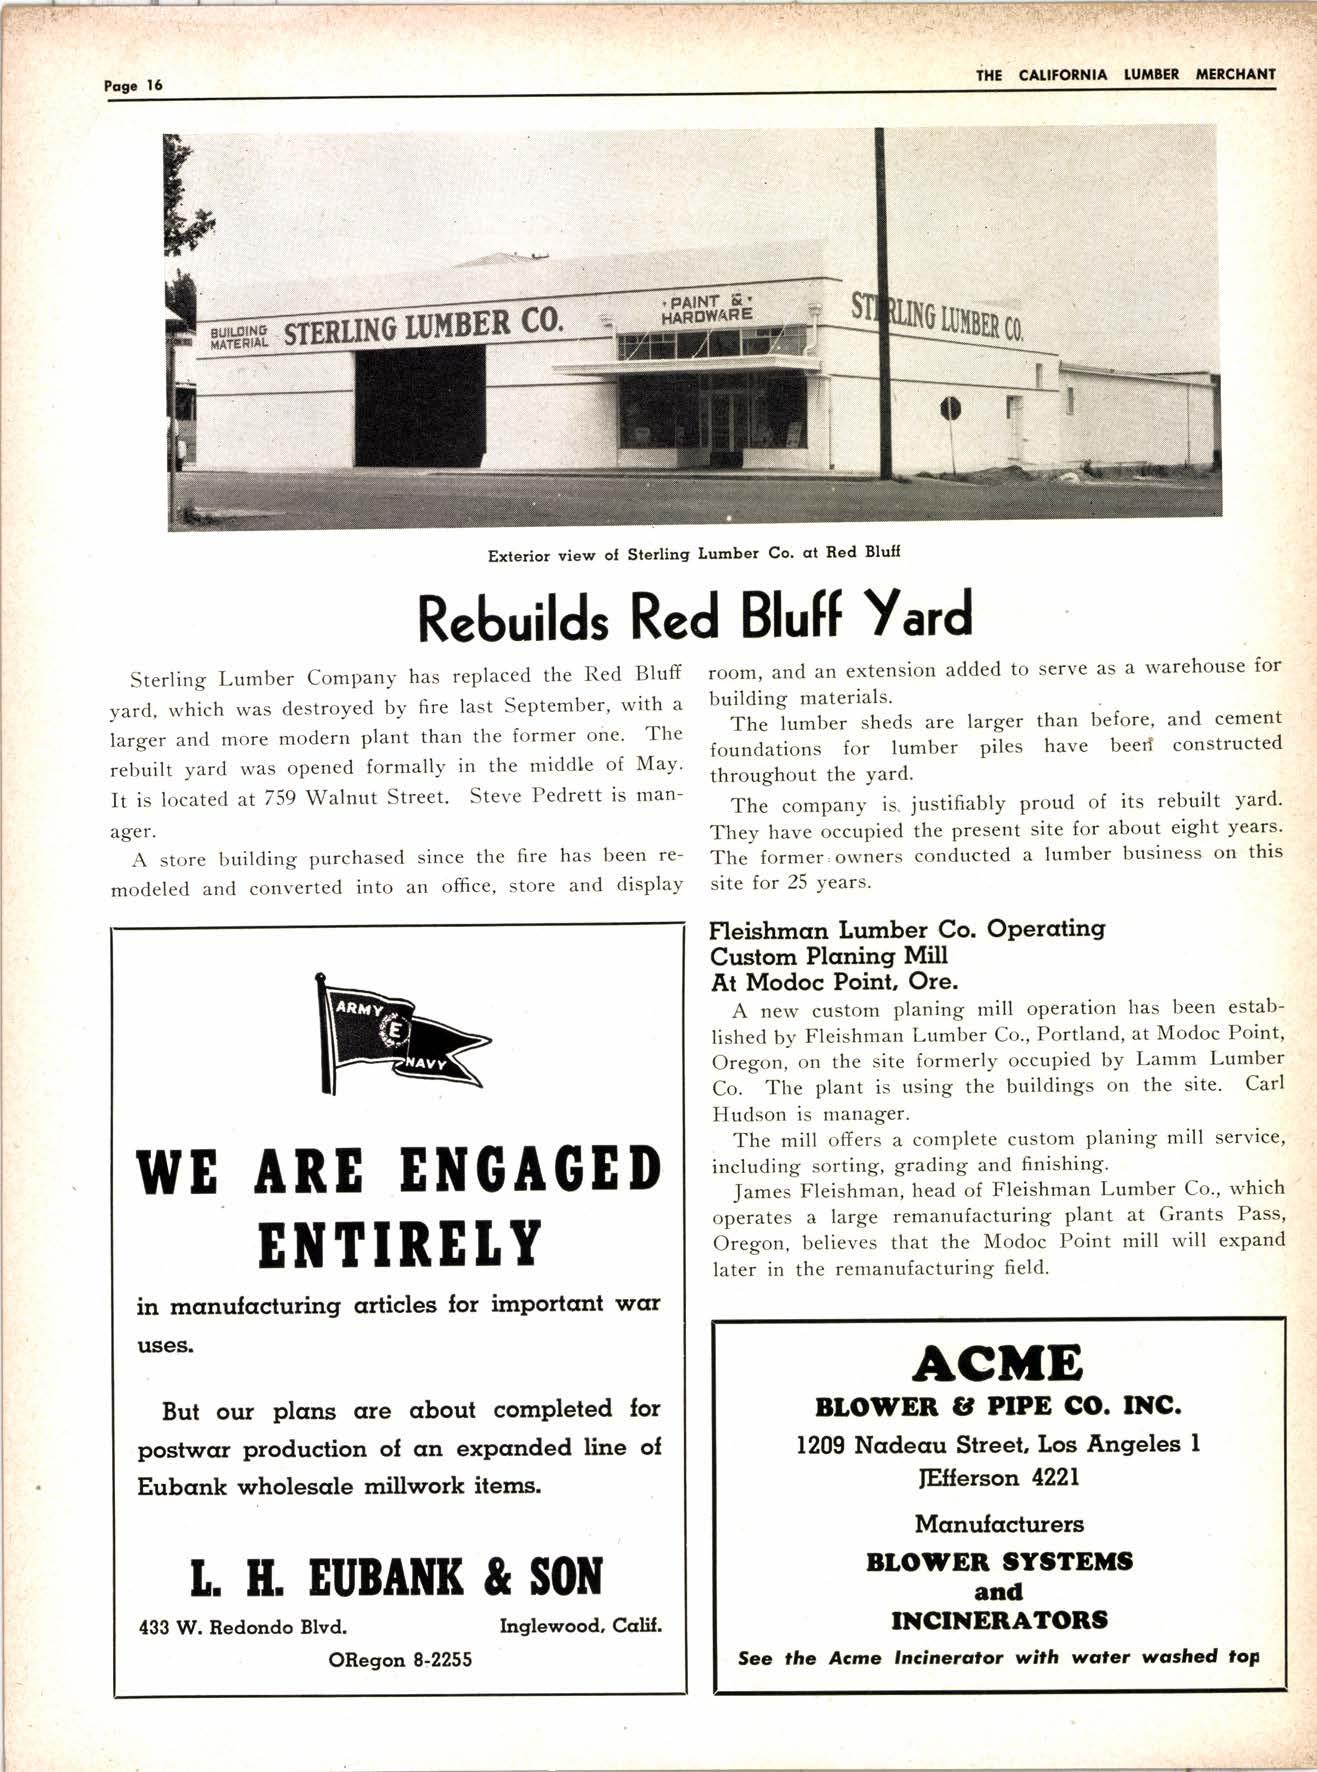 Page 16
THE CALIFORNIA LUMBER MERCHANT
BUILDING
MATERIAL
STERLING LUMBER CO.
• PAINT & •
HARDWARE
STERLING LUMBER CO.
Exterior view of Sterling Lumber Co. at Red Bluff
Rebuilds Red Bluff Yard
Sterling Lumber Company has replaced the Red Bluff
yard, which was destroyed by fire last September, with a
larger and more modern plant than the former one. The
rebuilt yard was opened formally in the middle of May.
It is located at 759 Walnut Street. Steve Pedrett is man-
ager.
A store building purchased since the fire has been re-
modeled and converted into an office, store and display
room, and an extension added to serve as a warehouse for
building materials.
The lumber sheds are larger than before, and cement
foundations for lumber piles have been constructed
throughout the yard.
The company is justifiably proud of its rebuilt yard.
They have occupied the present site for about eight years.
The former owners conducted a lumber business on this
site for 25 years.
ARMY
E
NAVY
WE ARE ENGAGED
ENTIRELY
in manufacturing articles for important war
uses.
But our plans are about completed for
postwar production of an expanded line of
Eubank wholesale millwork items.
L. H. EUBANK & SON
433 W. Redondo Blvd. Inglewood, Calif.
ORegon 8-2255
Fleishman Lumber Co. Operating
Custom Planing Mill
At Modoc Point, Ore.
A new custom planing mill operation has been estab-
lished by Fleishman Lumber Co., Portland, at Modoc Point,
Oregon, on the site formerly occupied by Lamm Lumber
Co. The plant is using the buildings on the site. Carl
Hudson is manager.
The mill offers a complete custom planing mill service,
including sorting, grading and finishing.
James Fleishman, head of Fleishman Lumber Co., which
operates a large remanufacturing plant at Grants Pass,
Oregon, believes that the Modoc Point mill will expand
later in the remanufacturing field.
ACME
BLOWER & PIPE CO. INC.
1209 Nadeau Street, Los Angeles 1
JEfferson 4221
Manufacturers
BLOWER SYSTEMS
and
INCINERATORS
See the Acme Incinerator with water washed top